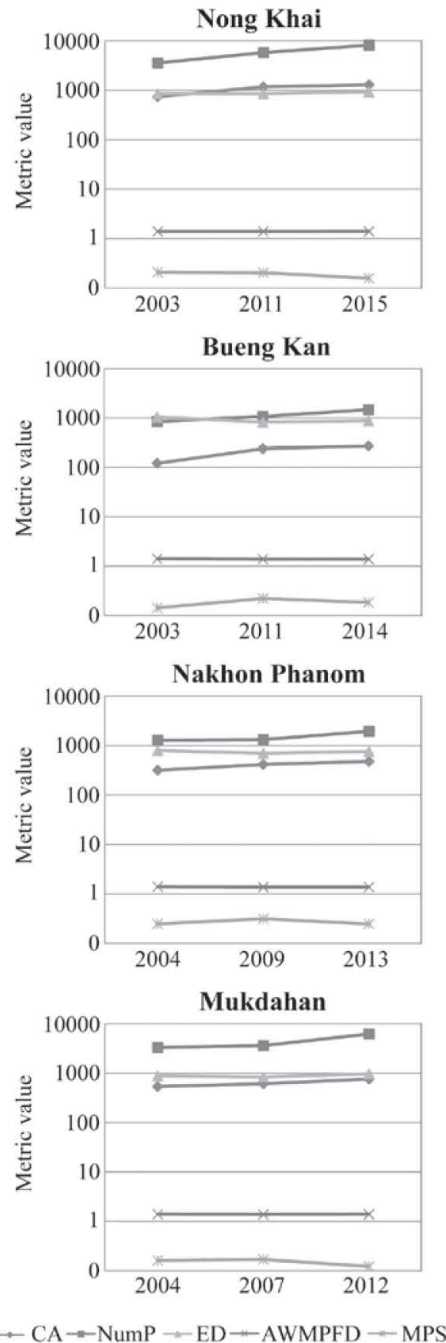 Nong Khai
10000
1000
100
10
1
0
Metric value
2003 2011 2015
Bueng Kan
10000
1000
100
10
1
0
Metric value
2003 2011 2014
Nakhon Phanom
10000
1000
100
10
1
0
Metric value
2004 2009 2013
Mukdahan
10000
1000
100
10
1
0
Metric value
2004 2007 2012
CA NumP ED AWMPFD MPS